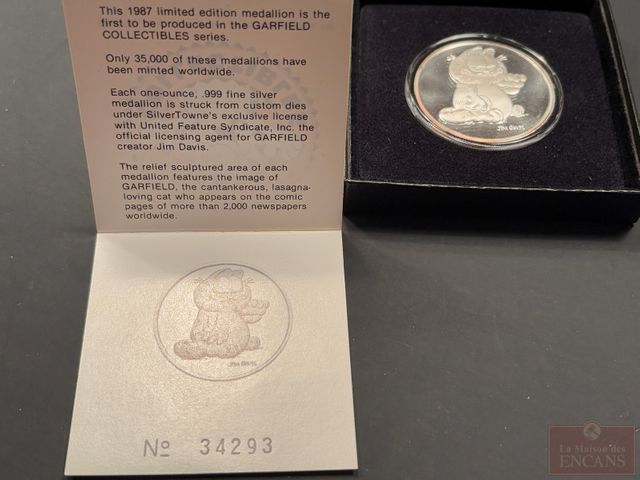 This 1987 limited edition medallion is the
first to be produced in the GARFIELD
COLLECTIBLES series.
Only 35,000 of these medallions have
been minted worldwide.
Each one-ounce, .999 fine silver
medallion is struck from custom dies
under SilverTowne's exclusive license
with United Feature Syndicate, Inc. the
official licensing agent for GARFIELD
creator Jim Davis.
The relief sculptured area of each
medallion features the image of
GARFIELD, the cantankerous, lasagna-
loving cat who appears on the comic
pages of more than 2,000 newspapers
worldwide.
JIM DAVIS
Nº 34293
JIM DAVIS
La Maison des
ENCANS